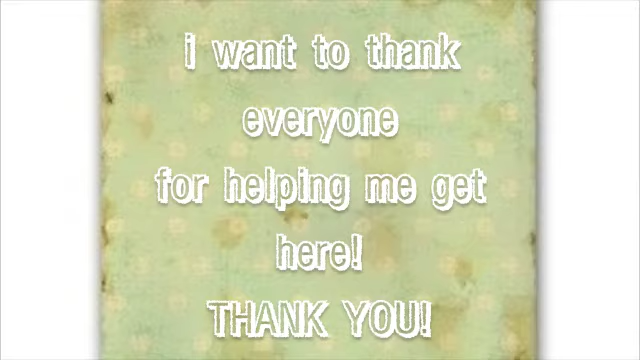 i want to thank
everyone
for helping me get
here!
THANK YOU!